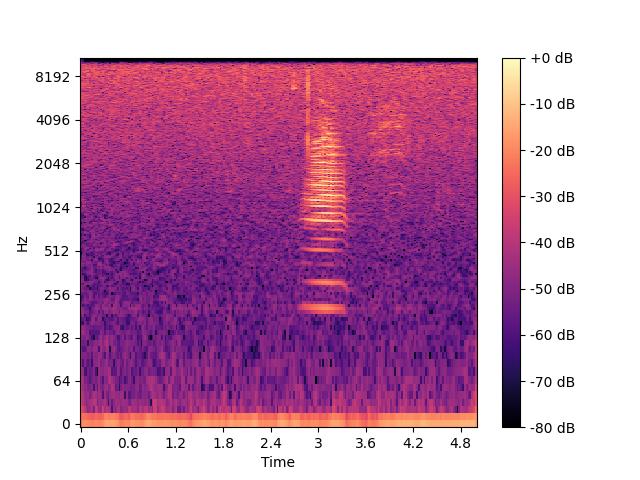 Hz
8192
4096
2048
1024
512
256
128
64
0
0 0.6 1.2 1.8 2.4 3 3.6 4.2 4.8
Time
+0 dB
-10 dB
-20 dB
-30 dB
-40 dB
-50 dB
-60 dB
-70 dB
-80 dB